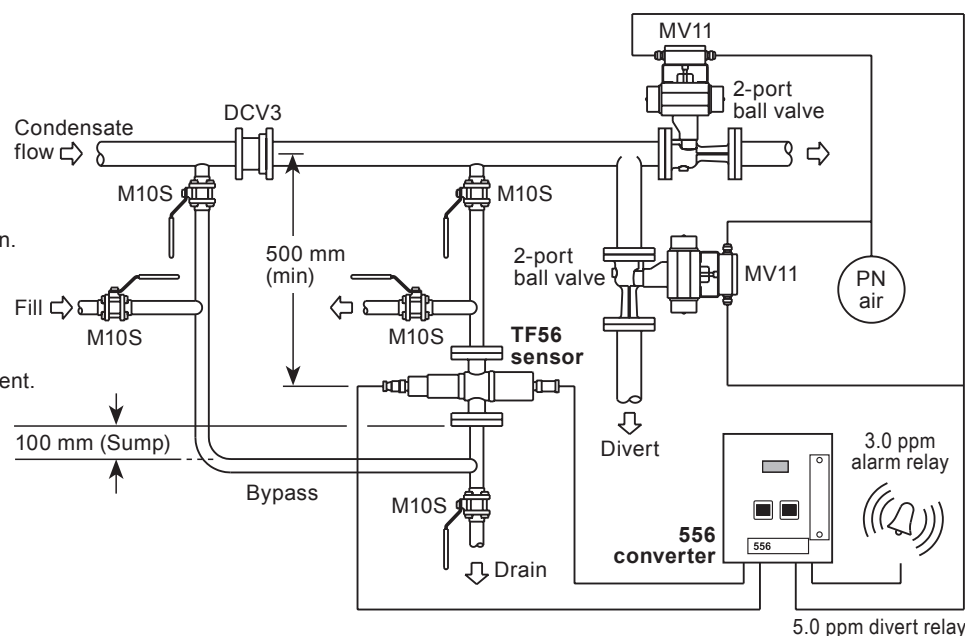 MV11
2-port
ball valve
DCV3
Condensate
flow
M10S
M10S
n.
500 mm
(min)
2-port
ball valve
MV11
PN
air
Fill
M10S
M10S
TF56
sensor
ent.
100 mm (Sump)
Divert
3.0 ppm
alarm relay
Bypass
M10S
556
converter
556
Drain
5.0 ppm divert relay